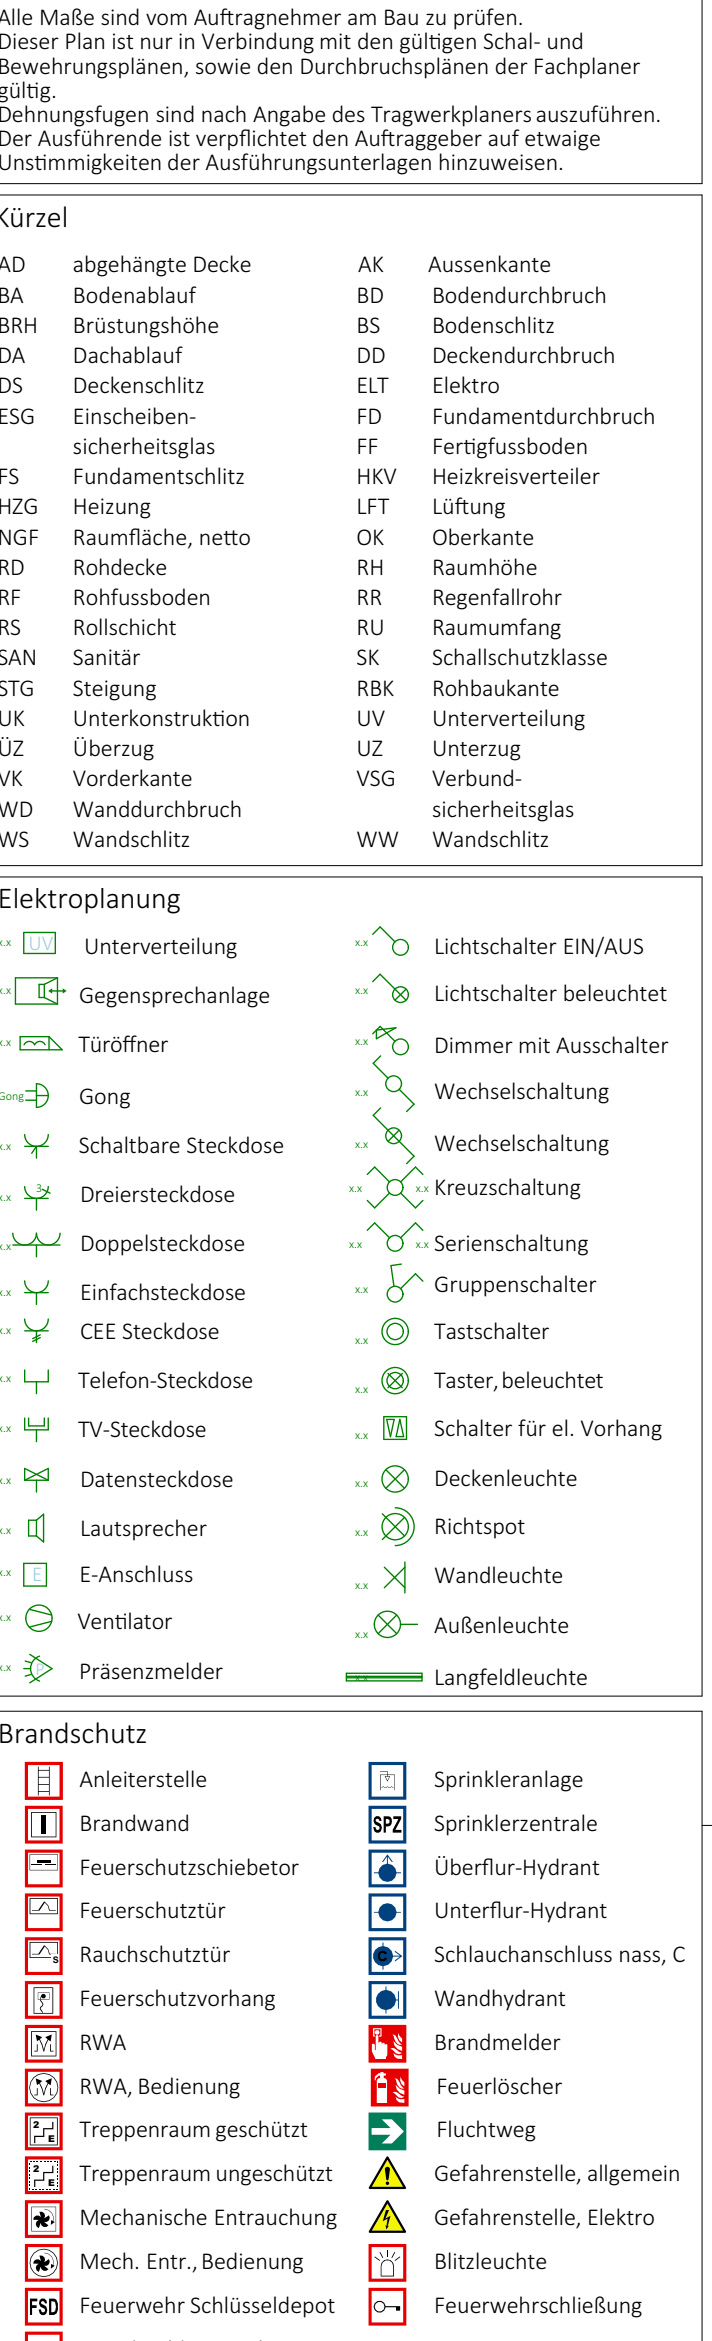 Alle Maße sind vom Auftragnehmer am Bau zu prüfen.
Dieser Plan ist nur in Verbindung mit den gültigen Schal- und
Bewehrungsplänen, sowie den Durchbruchsplänen der Fachplaner
gültig.
Dehnungsfugen sind nach Angabe des Tragwerkplaners auszuführen.
Der Ausführende ist verpflichtet den Auftraggeber auf etwaige
Unstimmigkeiten der Ausführungsunterlagen hinzuweisen.
Kürzel
AD abgehängte Decke AK Aussenkante
BA Bodenablauf BD Bodendurchbruch
BRH Brüstungshöhe BS Bodenschlitz
DA Dachablauf DD Deckendurchbruch
DS Deckenschlitz ELT Elektro
ESG Einscheiben- FD Fundamentdurchbruch
sicherheitsglas FF Fertigfussboden
FS Fundamentschlitz HKV Heizkreisverteiler
HZG Heizung LFT Lüftung
NGF Raumfläche, netto OK Oberkante
RD Rohdecke RH Raumhöhe
RF Rohfussboden RR Regenfallrohr
RS Rollschicht RU Raumumfang
SAN Sanitär SK Schallschutzklasse
STG Steigung RBK Rohbaukante
UK Unterkonstruktion UV Unterverteilung
ÜZ Überzug UZ Unterzug
VK Vorderkante VSG Verbund-
WD Wanddurchbruch sicherheitsglas
WS Wandschlitz WW Wandschlitz
Elektroplanung
x.x UV Unterverteilung x.x Lichtschalter EIN/AUS
x.x Gegensprechanlage x.x Lichtschalter beleuchtet
x.x Türöffner x.x Dimmer mit Ausschalter
Gong Gong x.x Wechselschaltung
x.x Schaltbare Steckdose x.x Wechselschaltung
x.x 3 Dreiersteckdose x.x x.x Kreuzschaltung
x.x Doppelsteckdose x.x x.x Serienschaltung
x.x Einfachsteckdose x.x Gruppenschalter
x.x CEE Steckdose x.x Tastschalter
x.x Telefon-Steckdose x.x Taster, beleuchtet
x.x TV-Steckdose x.x Schalter für el. Vorhang
x.x Datensteckdose x.x Deckenleuchte
x.x Lautsprecher x.x Richtspot
x.x E E-Anschluss x.x Wandleuchte
x.x Ventilator x.x Außenleuchte
x.x P Präsenzmelder x.x Langfeldleuchte
Brandschutz
Anleiterstelle Sprinkleranlage
Brandwand SPZ Sprinklerzentrale
Feuerschutzschiebetor Überflur-Hydrant
Feuerschutztür Unterflur-Hydrant
S Rauchschutztür C Schlauchanschluss nass, C
Feuerschutzvorhang Wandhydrant
RWA Brandmelder
RWA, Bedienung Feuerlöscher
2 E Treppenraum geschützt Fluchtweg
2 E Treppenraum ungeschützt Gefahrenstelle, allgemein
Mechanische Entrauchung Gefahrenstelle, Elektro
Mech. Entr., Bedienung Blitzleuchte
FSD Feuerwehr Schlüsseldepot Feuerwehrschließung